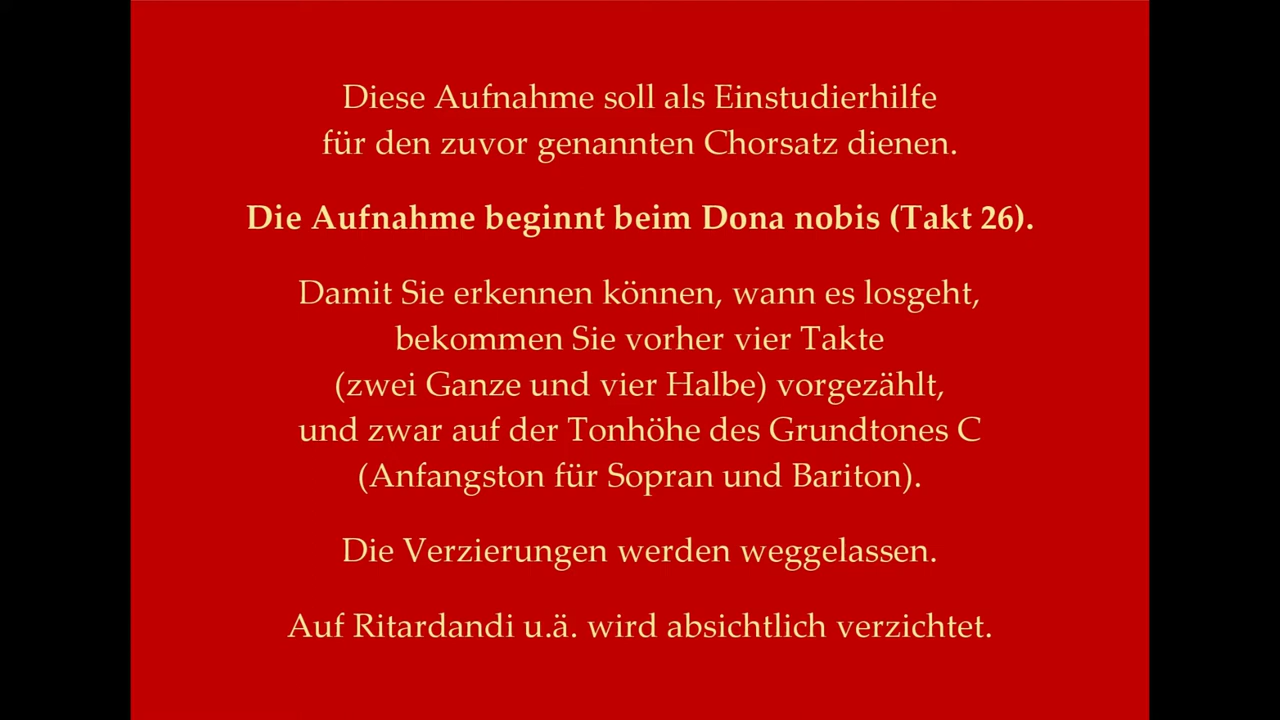 Diese Aufnahme soll als Einstudierhilfe
für den zuvor genannten Chorsatz dienen.
Die Aufnahme beginnt beim Dona nobis (Takt 26).
Damit Sie erkennen können, wann es losgeht,
bekommen Sie vorher vier Takte
(zwei Ganze und vier Halbe) vorgezählt,
und zwar auf der Tonhöhe des Grundtones C
(Anfangston für Sopran und Bariton).
Die Verzierungen werden weggelassen.
Auf Ritardandi u.ä. wird absichtlich verzichtet.